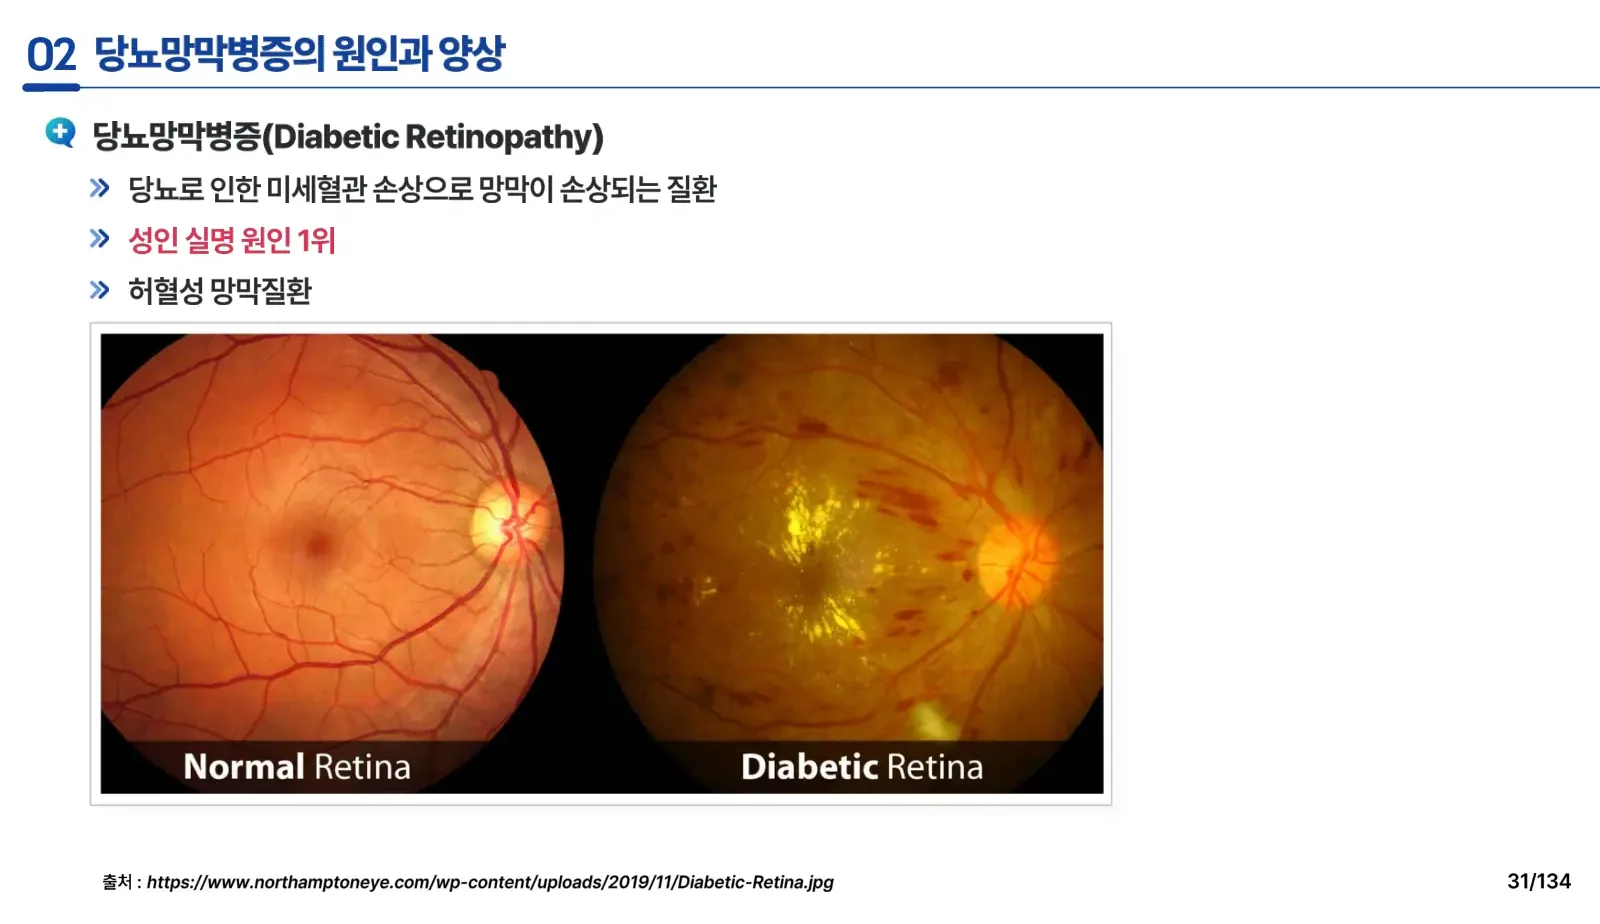 02 당뇨망막병증의 원인과 양상
당뇨망막병증(Diabetic Retinopathy)
당뇨로 인한 미세혈관 손상으로 망막이 손상되는 질환
성인 실명 원인 1위
허혈성 망막질환
Normal Retina
Diabetic Retina
출처 : https://www.northamptoneye.com/wp-content/uploads/2019/11/Diabetic-Retina.jpg
31/134